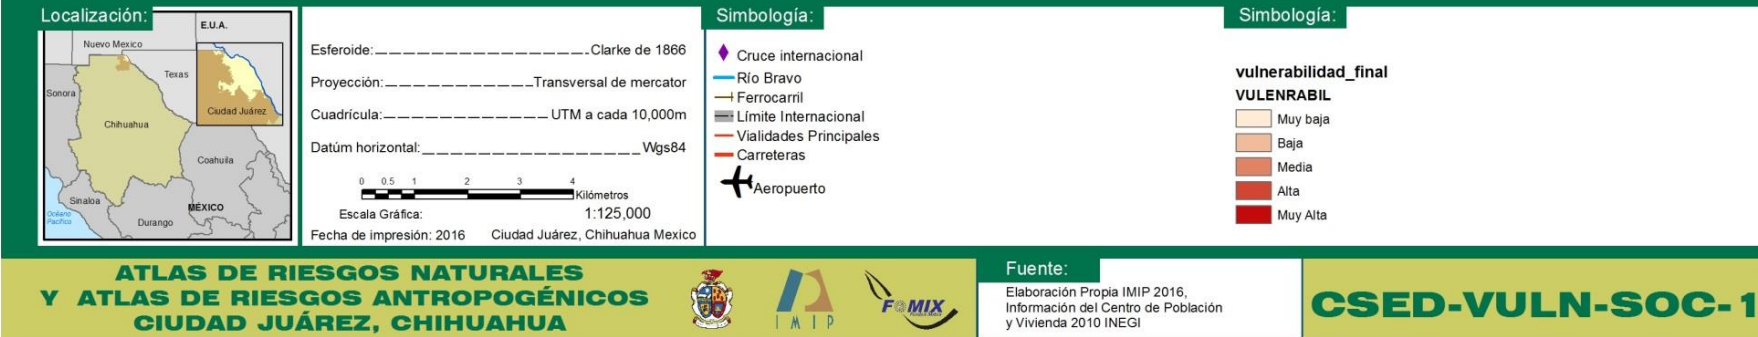 Localización:
E.U.A.
Nuevo Mexico
Texas
Sonora
Ciudad Juárez
Chihuahua
Coahuila
Sinaloa
MÉXICO
Océano
Pacífico
Durango
Esferoide: Clarke de 1866
Proyección: Transversal de mercator
Cuadrícula: UTM a cada 10,000m
Datúm horizontal: Wgs84
0 0.5 1 2 3 4
Kilómetros
Escala Gráfica: 1:125,000
Fecha de impresión: 2016 Ciudad Juárez, Chihuahua Mexico
Simbología:
Cruce internacional
Río Bravo
Ferrocarril
Límite Internacional
Vialidades Principales
Carreteras
Aeropuerto
Simbología:
vulnerabilidad_final
VULENRABIL
Muy baja
Baja
Media
Alta
Muy Alta
ATLAS DE RIESGOS NATURALES
Y ATLAS DE RIESGOS ANTROPOGÉNICOS
CIUDAD JUÁREZ, CHIHUAHUA
IMIP
FOMIX
Fuente:
Elaboración Propia IMIP 2016,
Información del Centro de Población
y Vivienda 2010 INEGI
CSED-VULN-SOC-1